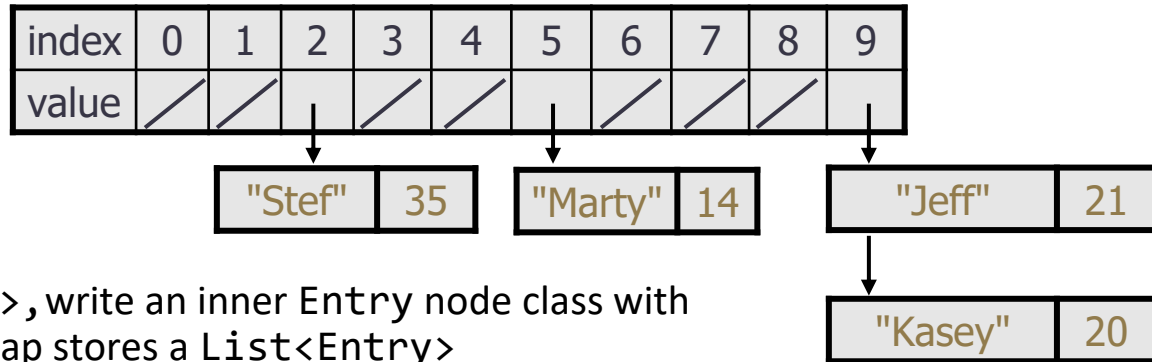 index 0 1 2 3 4 5 6 7 8 9
value
"Stef" 35 "Marty" 14 "Jeff" 21
>,write an inner Entry node class with
ap stores a List<Entry>
"Kasey" 20